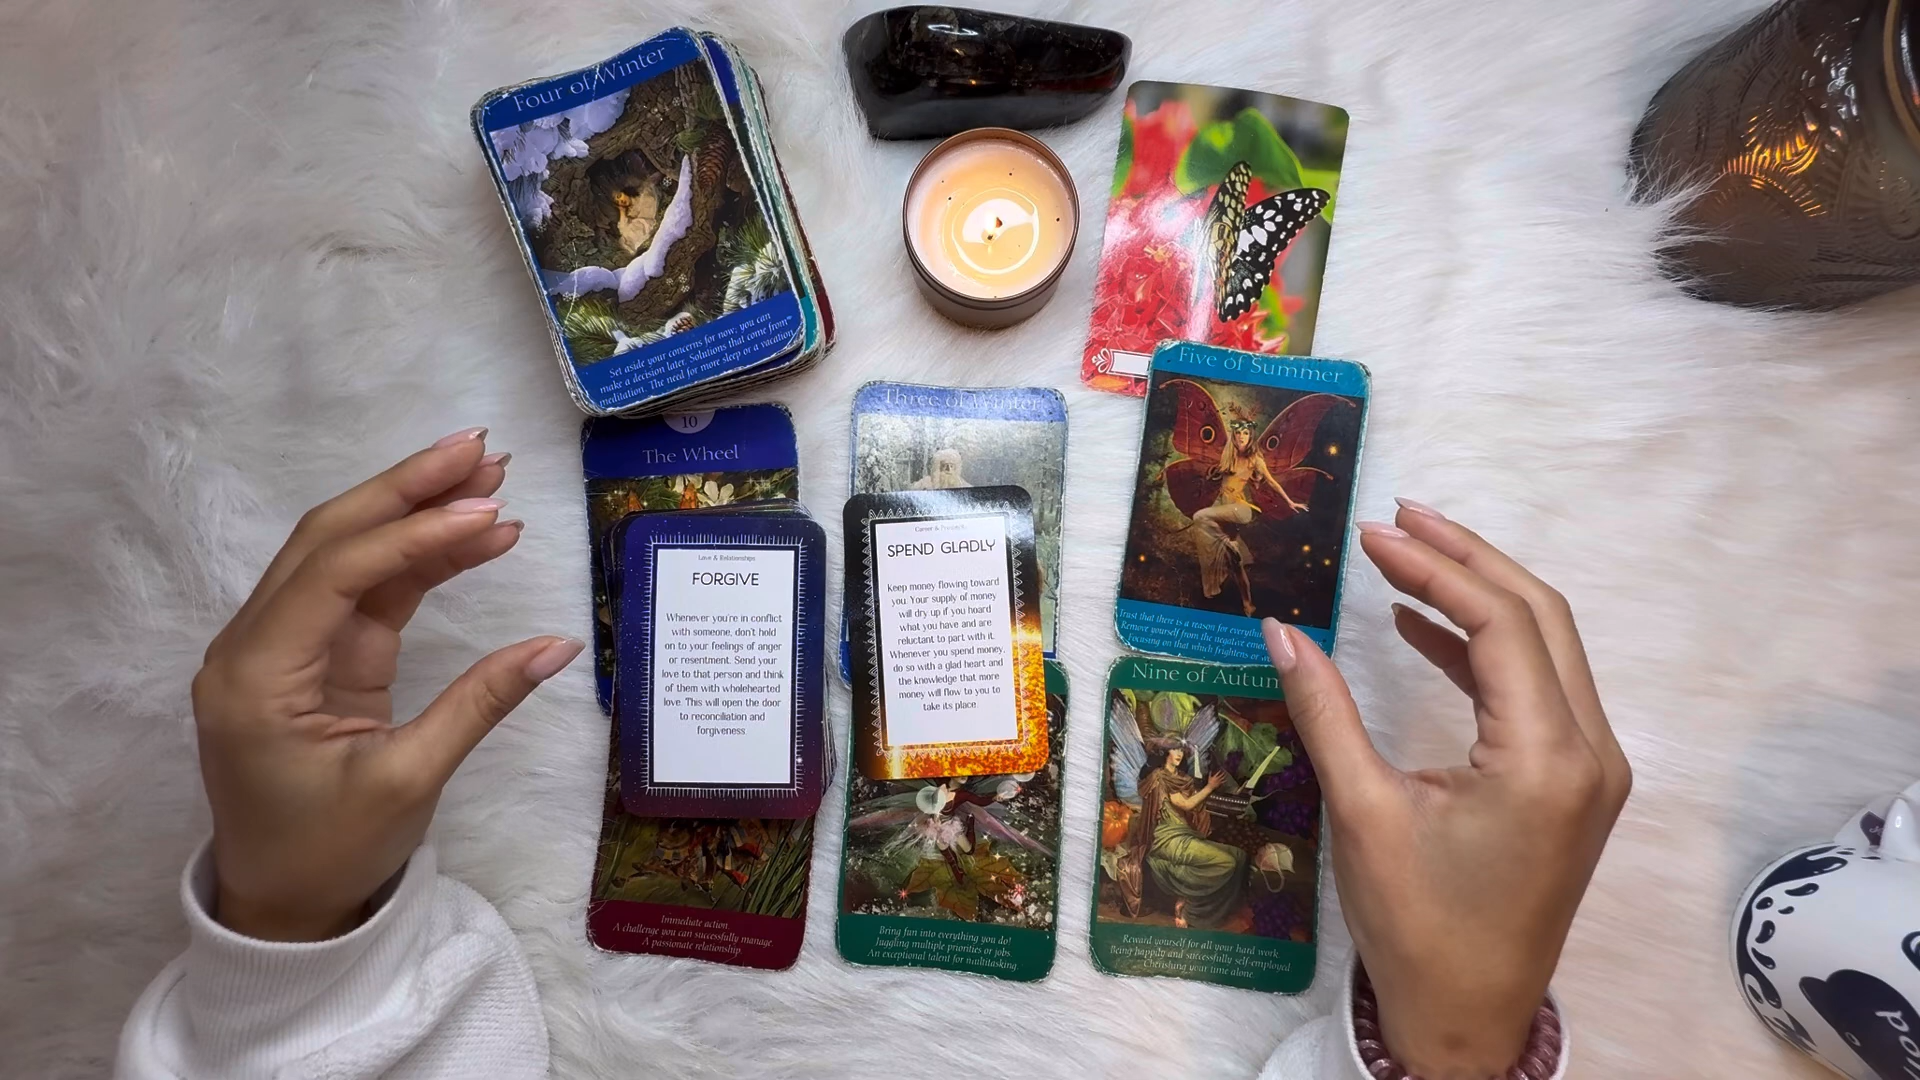 Four of Winter
Set aside your concerns for now; you can
make a decision later. Solutions that come from
meditation. The need for more sleep or a vacation.
10
The Wheel
Three of Winter
Five of Summer
Trust that there is a reason for everything
Remove yourself from the negative
Focusing on that which frightens or
Love & Relationships
FORGIVE
Whenever you're in conflict
with someone, don't hold
on to your feelings of anger
or resentment. Send your
love to that person and think
of them with wholehearted
love. This will open the door
to reconciliation and
forgiveness.
Career & Finances
SPEND GLADLY
Keep money flowing toward
you. Your supply of money
will dry up if you hoard
what you have and are
reluctant to part with it.
Whenever you spend money,
do so with a glad heart and
the knowledge that more
money will flow to you to
take its place.
Nine of Autum
Immediate action.
A challenge you can successfully manage.
A passionate relationship.
Bring fun into everything you do!
Juggling multiple priorities or jobs.
An exceptional talent for multitasking.
Reward yourself for all your hard work.
Being happily and successfully self-employed
Cherishing your time alone.